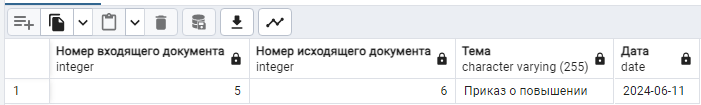 Номер входящего документа
integer
Номер исходящего документа
integer
Тема
character varying (255)
Дата
date
1
5
6
Приказ о повышении
2024-06-11